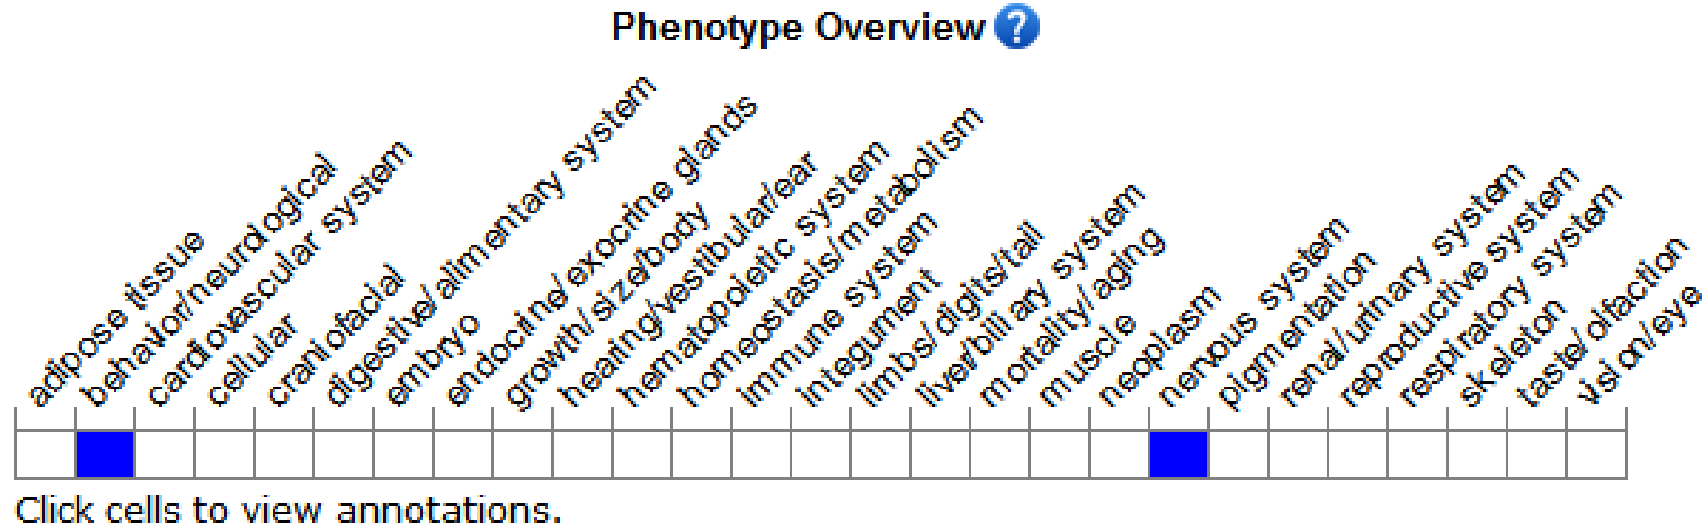 Phenotype Overview ?
adipose tissue
behavior/neurological
cardiovascular system
cellular
craniofacial
digestive/alimentary system
embryo
endocrine/exocrine glands
growth/size/body
hearing/vestibular/ear
hematopoietic system
homeostasis/metabolism
immune system
integument
limbs/digits/tail
liver/biliary system
mortality/aging
muscle
neoplasm
nervous system
pigmentation
renal/urinary system
reproductive system
respiratory system
skeleton
taste/olfaction
vision/eye
Click cells to view annotations.